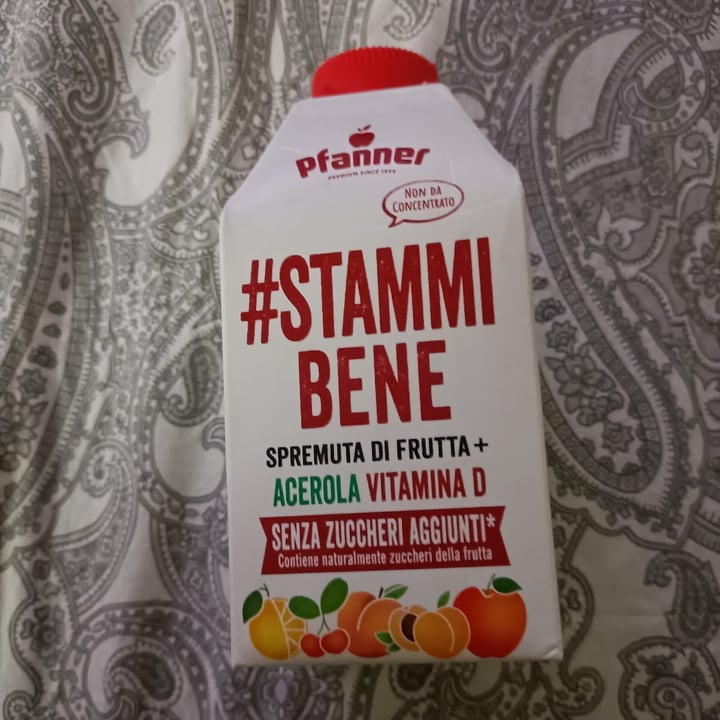 pfanner
PREMIUM SINCE 1856
NON DA
CONCENTRATO
#STAMMI
BENE
SPREMUTA DI FRUTTA+
ACEROLA VITAMINA D
SENZA ZUCCHERI AGGIUNTI*
Contiene naturalmente zuccheri della frutta